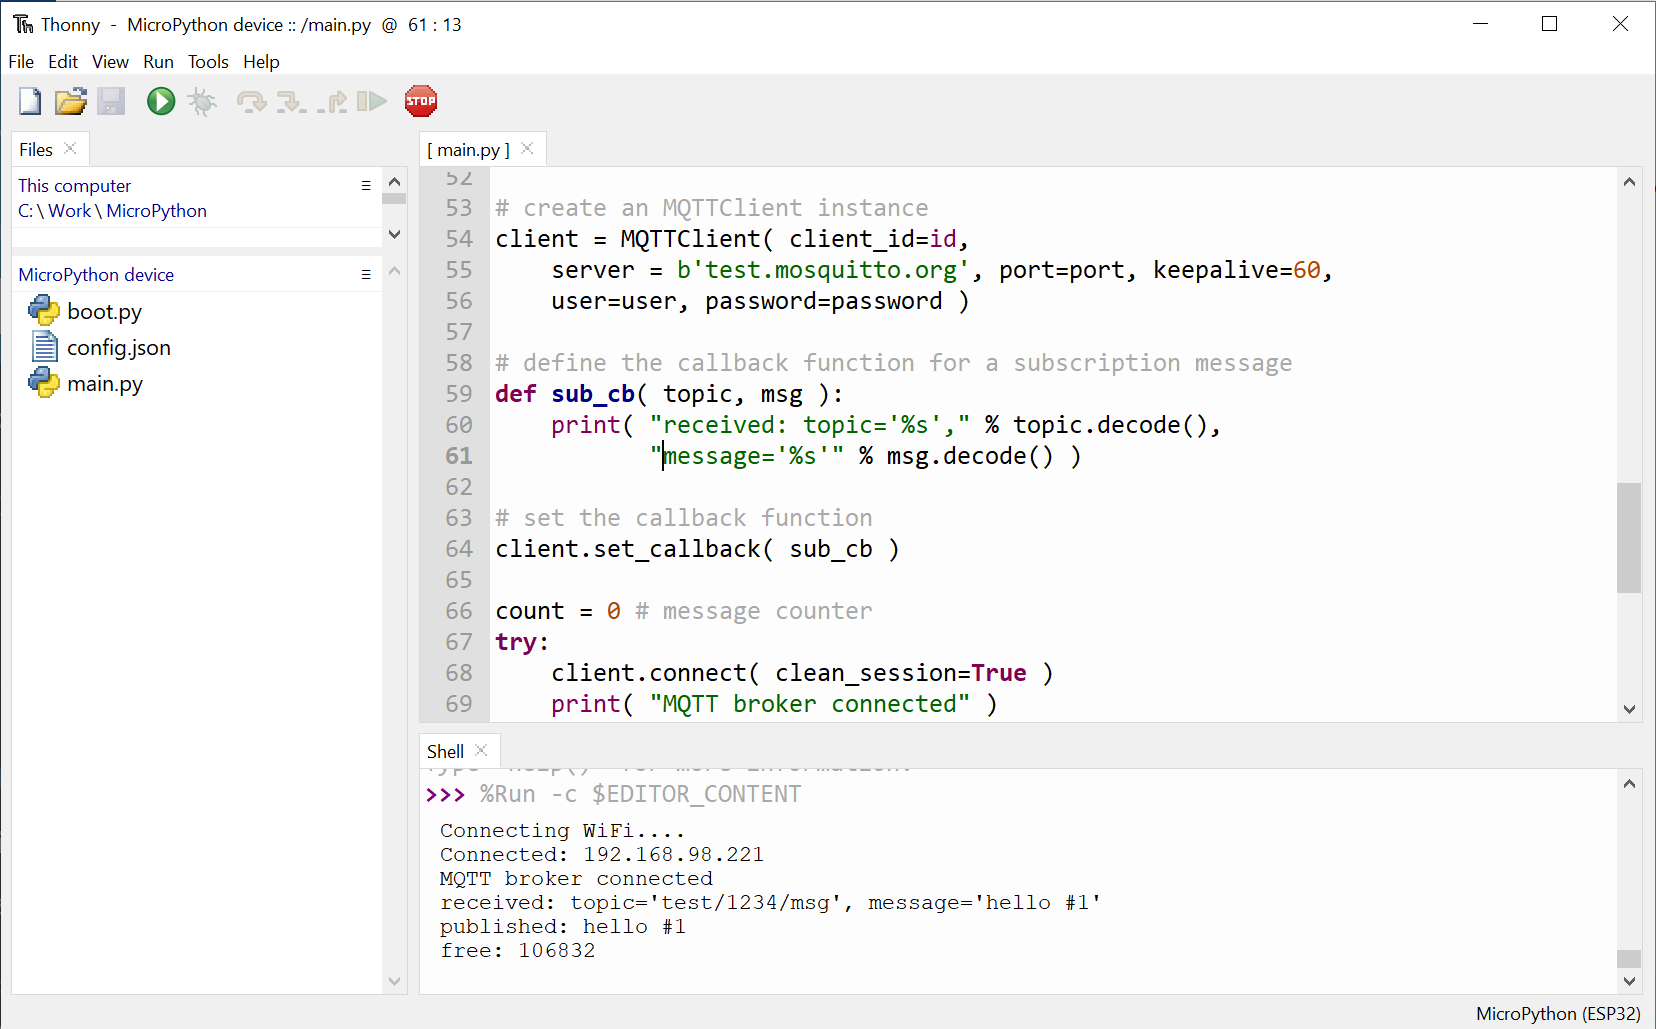 Thonny - MicroPython device :: /main.py @ 61 : 13
File Edit View Run Tools Help
STOP
Files
This computer
C: \ Work \ MicroPython
MicroPython device
boot.py
config.json
main.py
[ main.py ]
52
53 # create an MQTTClient instance
54 client = MQTTClient( client_id=id,
55     server = b'test.mosquitto.org', port=port, keepalive=60,
56     user=user, password=password )
57
58 # define the callback function for a subscription message
59 def sub_cb( topic, msg ):
60     print( "received: topic='%s'," % topic.decode(),
61            "message='%s'" % msg.decode() )
62
63 # set the callback function
64 client.set_callback( sub_cb )
65
66 count = 0 # message counter
67 try:
68     client.connect( clean_session=True )
69     print( "MQTT broker connected" )
Shell
Type "help()" for more information.
>>> %Run -c $EDITOR_CONTENT
Connecting WiFi....
Connected: 192.168.98.221
MQTT broker connected
received: topic='test/1234/msg', message='hello #1'
published: hello #1
free: 106832
MicroPython (ESP32)